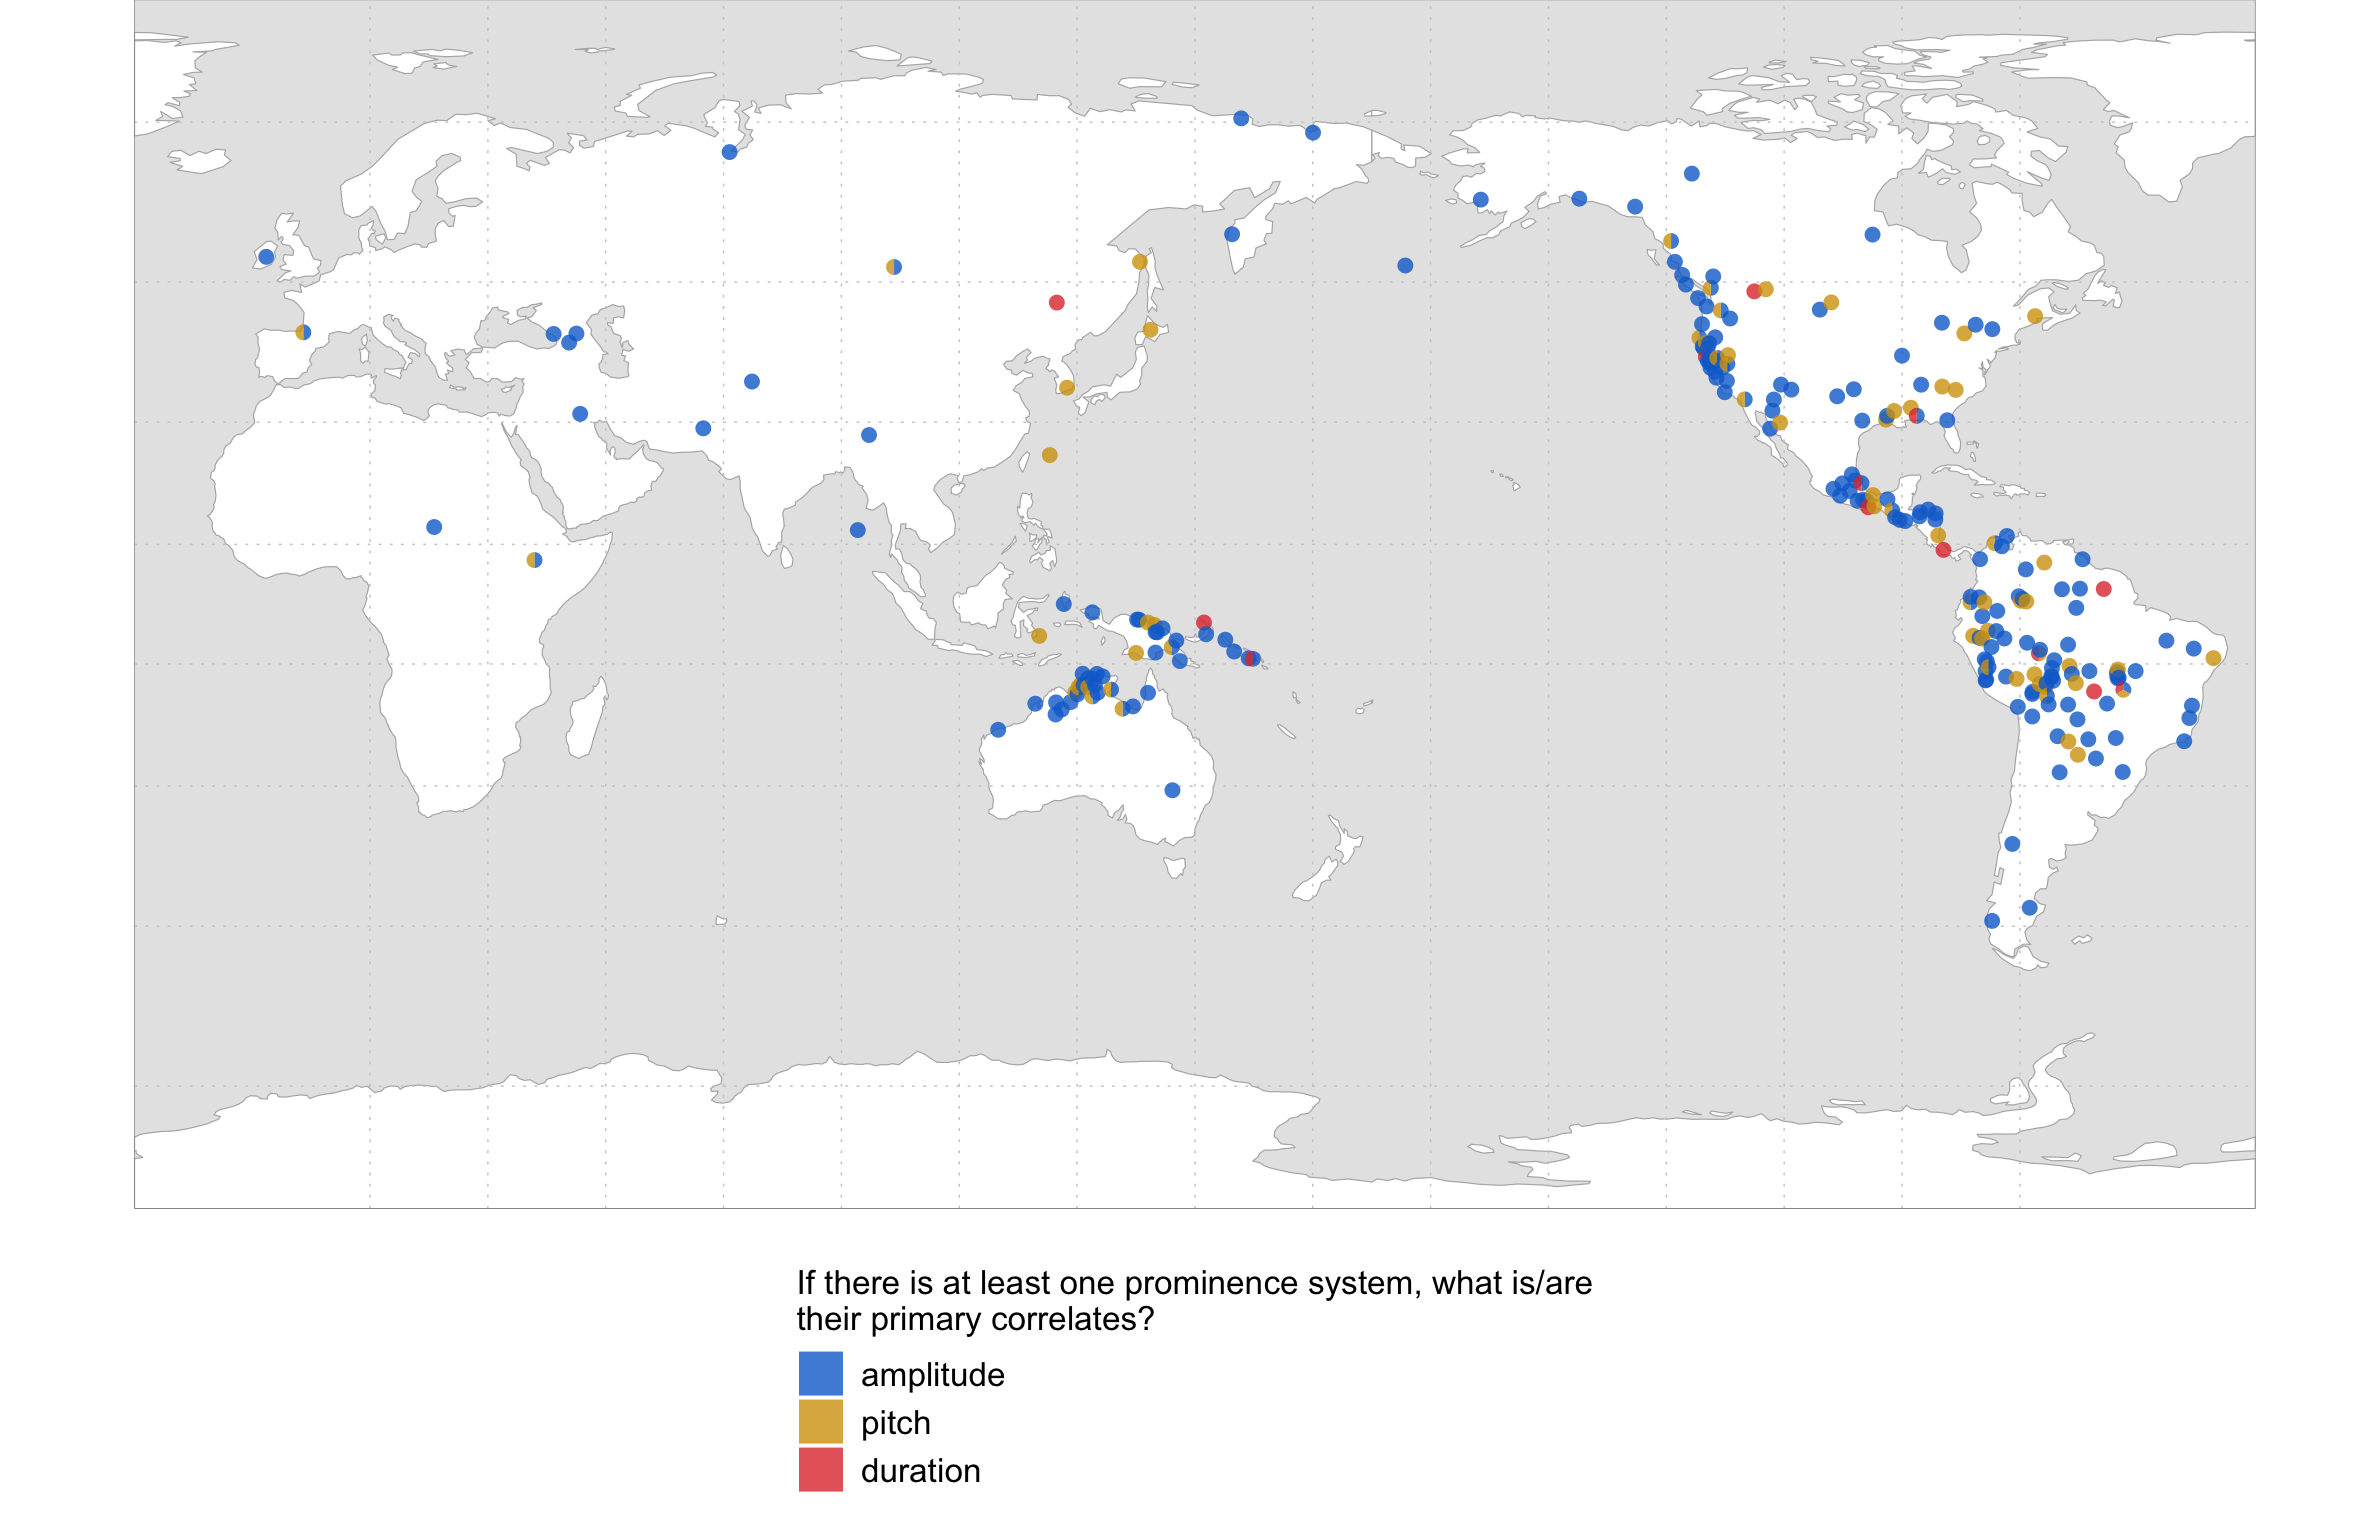 If there is at least one prominence system, what is/are
their primary correlates?
amplitude
pitch
duration